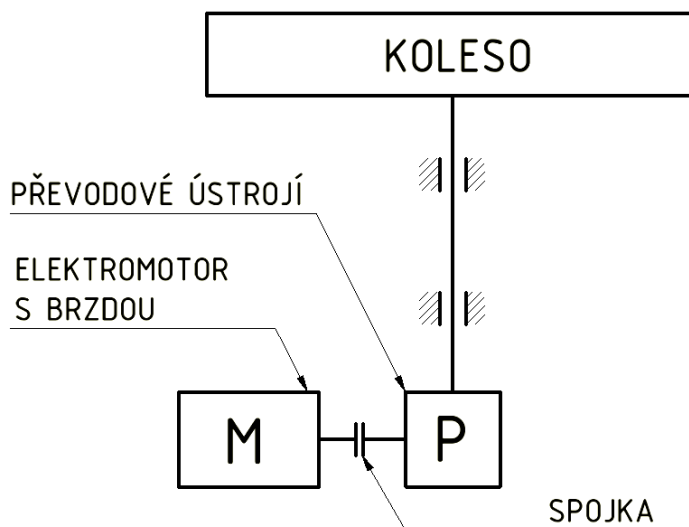 KOLESO
PŘEVODOVÉ ÚSTROJÍ
ELEKTROMOTOR
S BRZDOU
M
P
SPOJKA